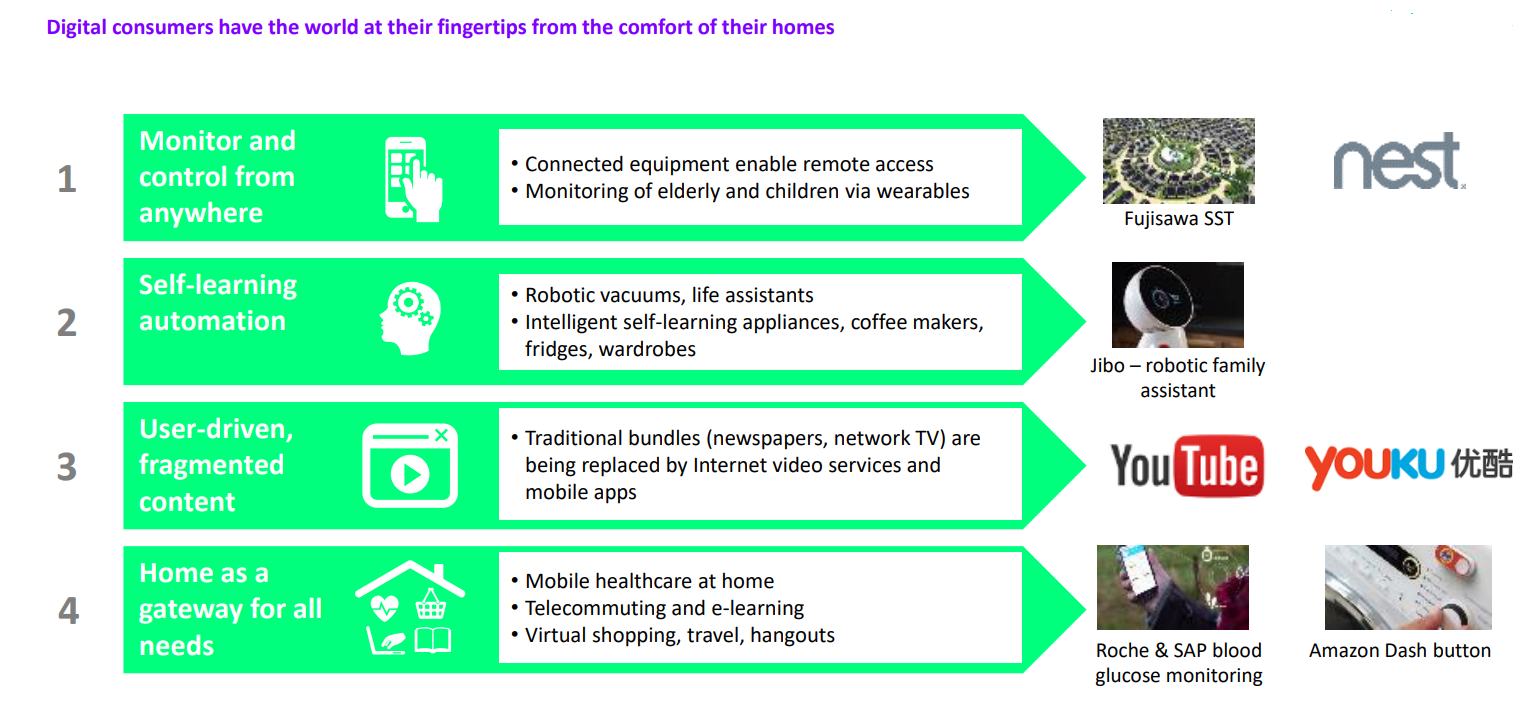 Digital consumers have the world at their fingertips from the comfort of their homes
1
Monitor and
control from
anywhere
• Connected equipment enable remote access
• Monitoring of elderly and children via wearables
Fujisawa SST
nest
2
Self-learning
automation
• Robotic vacuums, life assistants
• Intelligent self-learning appliances, coffee makers,
fridges, wardrobes
Jibo – robotic family
assistant
3
User-driven,
fragmented
content
• Traditional bundles (newspapers, network TV) are
being replaced by Internet video services and
mobile apps
YouTube
YOUKU 优酷
4
Home as a
gateway for all
needs
• Mobile healthcare at home
• Telecommuting and e-learning
• Virtual shopping, travel, hangouts
Roche & SAP blood
glucose monitoring
Amazon Dash button